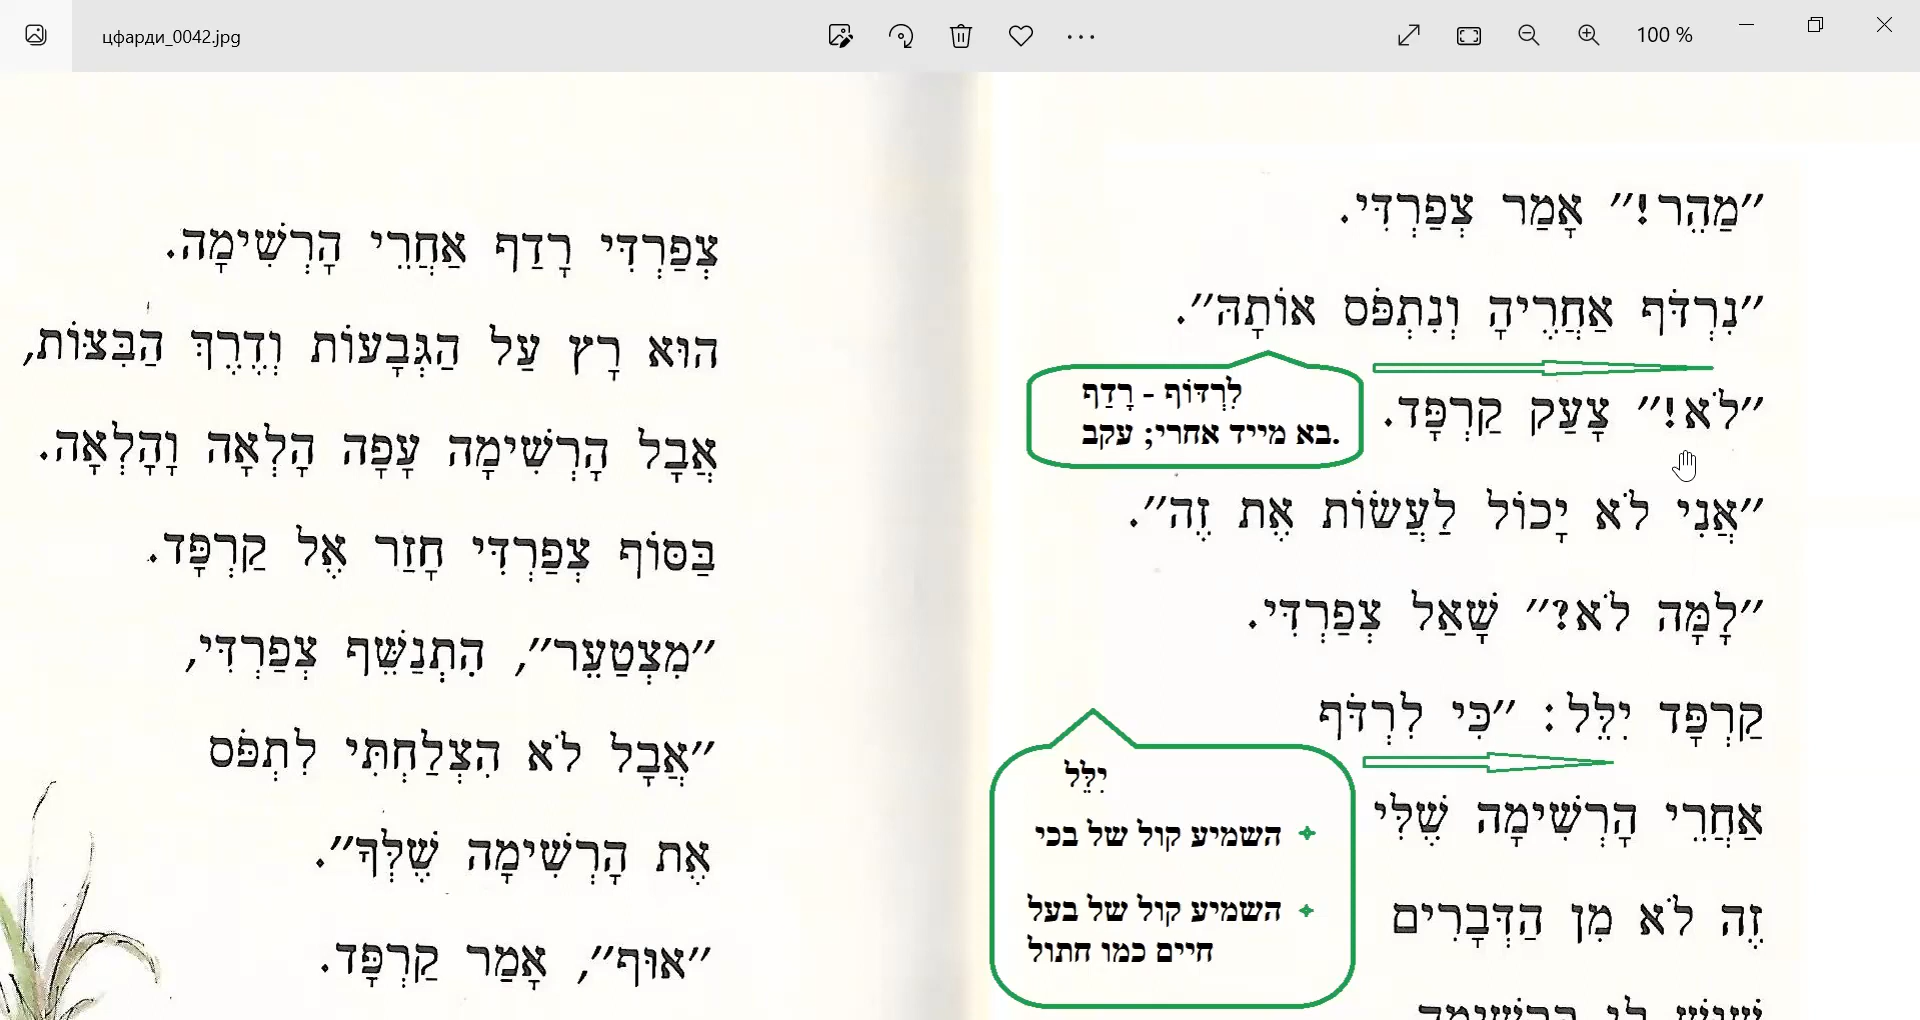 цфарди_0042.jpg
100 %
"מַהֵר!" אָמַר צְפַרְדִּי.
"נִרְדֹּף אַחֲרֶיהָ וְנִתְפֹּס אוֹתָהּ".
לִרְדּוֹף - רָדַף
בא מייד אחרי; עקב.
"לֹא!" צָעַק קַרְפָּד.
"אֲנִי לֹא יָכוֹל לַעֲשׂוֹת אֶת זֶה".
"לָמָּה לֹא?" שָׁאַל צְפַרְדִּי.
קַרְפָּד יִלֵּל: "כִּי לִרְדֹּף
יִלֵּל
השמיע קול של בכי
השמיע קול של בעל
חיים כמו חתול
אַחֲרֵי הָרְשִׁימָה שֶׁלִּי
זֶה לֹא מִן הַדְּבָרִים
צְפַרְדִּי רָדַף אַחֲרֵי הָרְשִׁימָה.
הוּא רָץ עַל הַגְּבָעוֹת וְדֶרֶךְ הַבִּצּוֹת,
אֲבָל הָרְשִׁימָה עָפָה הָלְאָה וָהָלְאָה.
בַּסּוֹף צְפַרְדִּי חָזַר אֶל קַרְפָּד.
"מִצְטַעֵר", הִתְנַשֵּׁף צְפַרְדִּי,
"אֲבָל לֹא הִצְלַחְתִּי לִתְפֹּס
אֶת הָרְשִׁימָה שֶׁלְּךָ".
"אוּף", אָמַר קַרְפָּד.